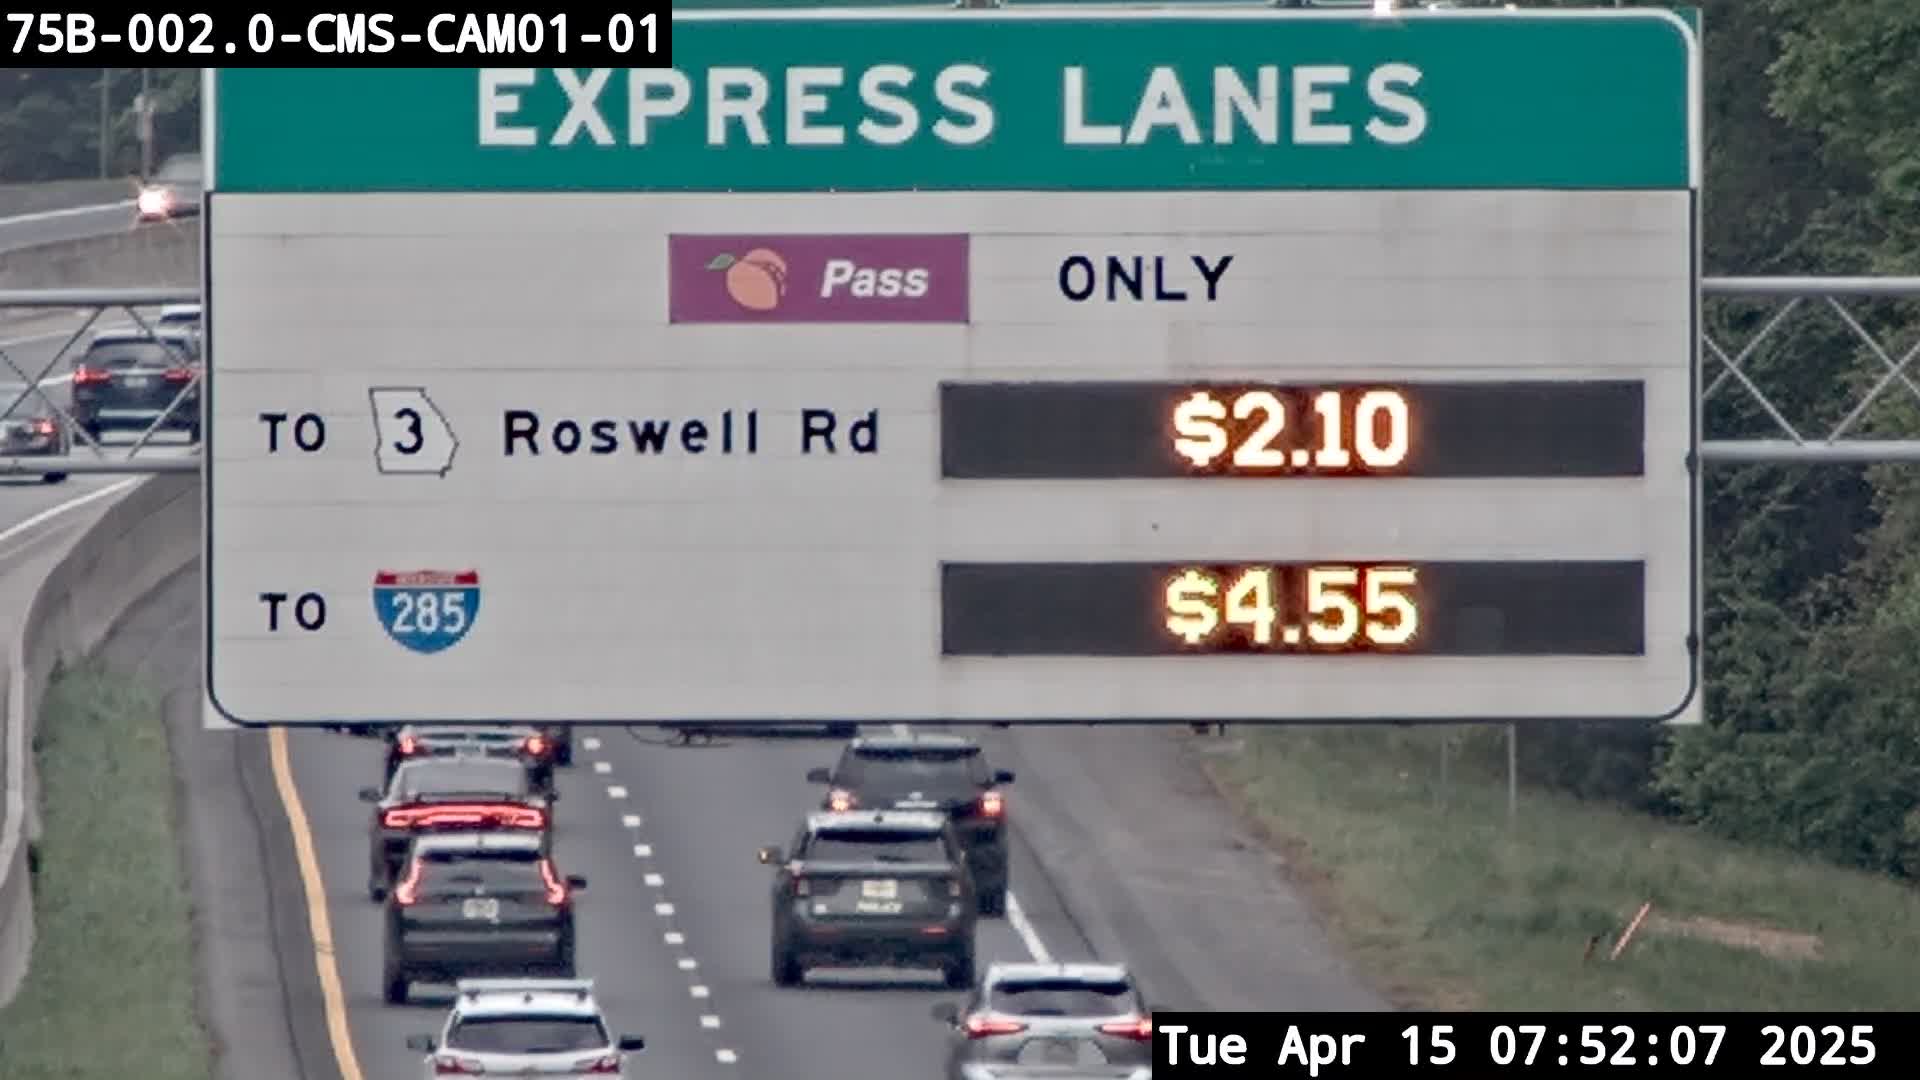 75B-002.0-CMS-CAM01-01
EXPRESS LANES
Pass ONLY
TO 3 Roswell Rd $2.10
TO 285 $4.55
Tue Apr 15 07:52:07 2025